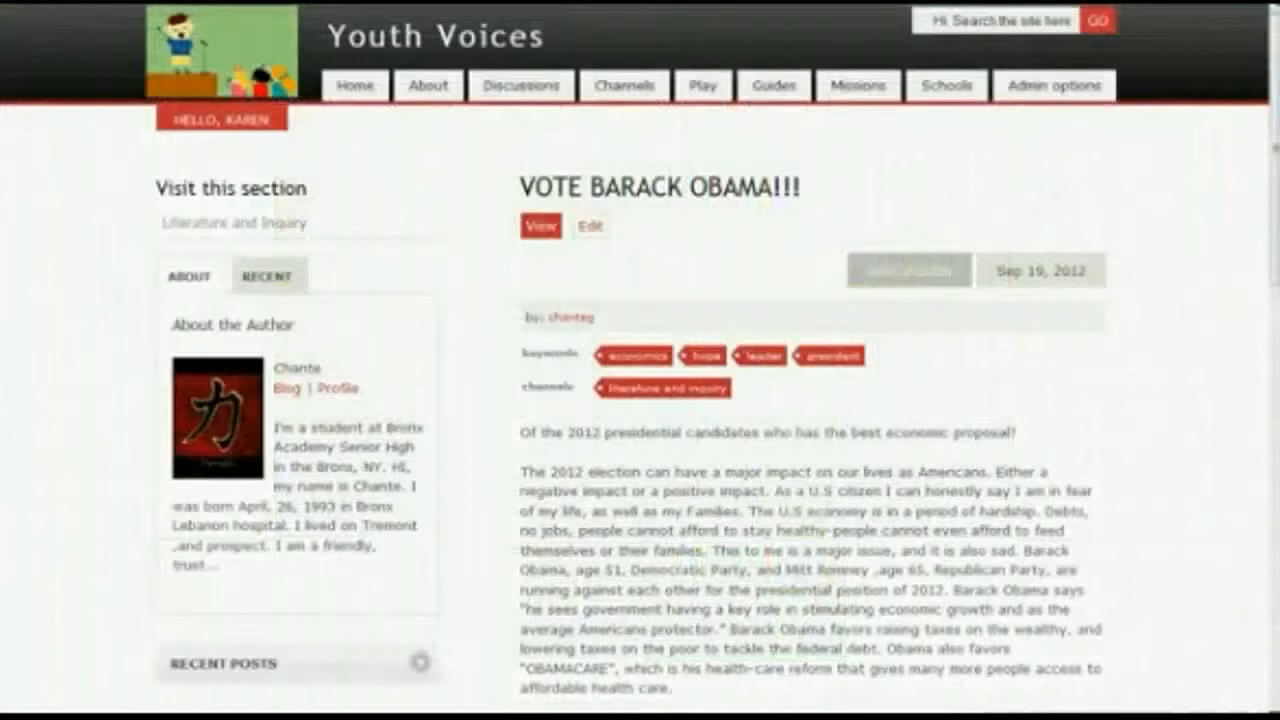 Youth Voices
Hi. Search the site here GO
Home About Discussions Channels Play Guides Missions Schools Admin options
HELLO, KAREN
Visit this section
Literature and Inquiry
ABOUT RECENT
About the Author
Chante
Blog | Profile
I'm a student at Bronx
Academy Senior High
in the Bronx, NY. Hi,
my name is Chante. I
was born April, 26, 1993 in Bronx
Lebanon hospital. I lived on Tremont
,and prospect. I am a friendly,
trust...
RECENT POSTS
VOTE BARACK OBAMA!!!
View Edit
Sep 19, 2012
by: chanteg
keywords economics hope leader president
channels literature and inquiry
Of the 2012 presidential candidates who has the best economic proposal?
The 2012 election can have a major impact on our lives as Americans. Either a
negative impact or a positive impact. As a U.S citizen I can honestly say I am in fear
of my life, as well as my Families. The U.S economy is in a period of hardship. Debts,
no jobs, people cannot afford to stay healthy-people cannot even afford to feed
themselves or their families. This to me is a major issue, and it is also sad. Barack
Obama, age 51, Democratic Party, and Mitt Romney ,age 65, Republican Party, are
running against each other for the presidential position of 2012. Barack Obama says
"he sees government having a key role in stimulating economic growth and as the
average Americans protector." Barack Obama favors raising taxes on the wealthy, and
lowering taxes on the poor to tackle the federal debt. Obama also favors
"OBAMACARE", which is his health-care reform that gives many more people access to
affordable health care.